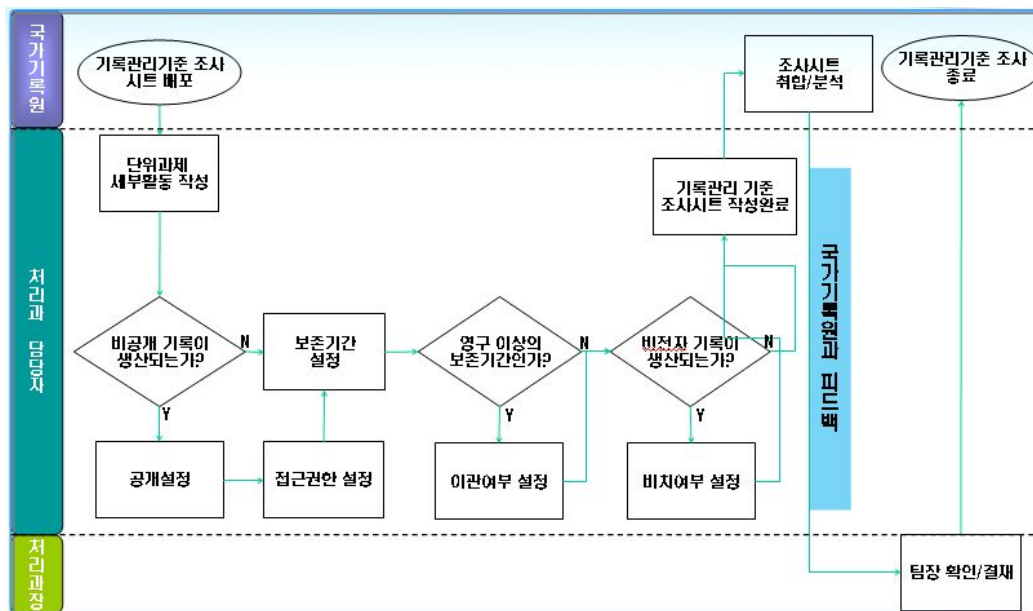 국가기록원
기록관리기준 조사
시트 배포
조사시트
취합/분석
기록관리기준 조사
종료
처리과 담당자
단위과제
세부활동 작성
기록관리 기준
조사시트 작성완료
국가기록원과 피드백
비공개 기록이
생산되는가?
N
Y
보존기간
설정
영구 이상의
보존기간인가?
N
Y
비전자 기록이
생산되는가?
N
Y
공개설정
접근권한 설정
이관여부 설정
비치여부 설정
처리과장
팀장 확인/결재